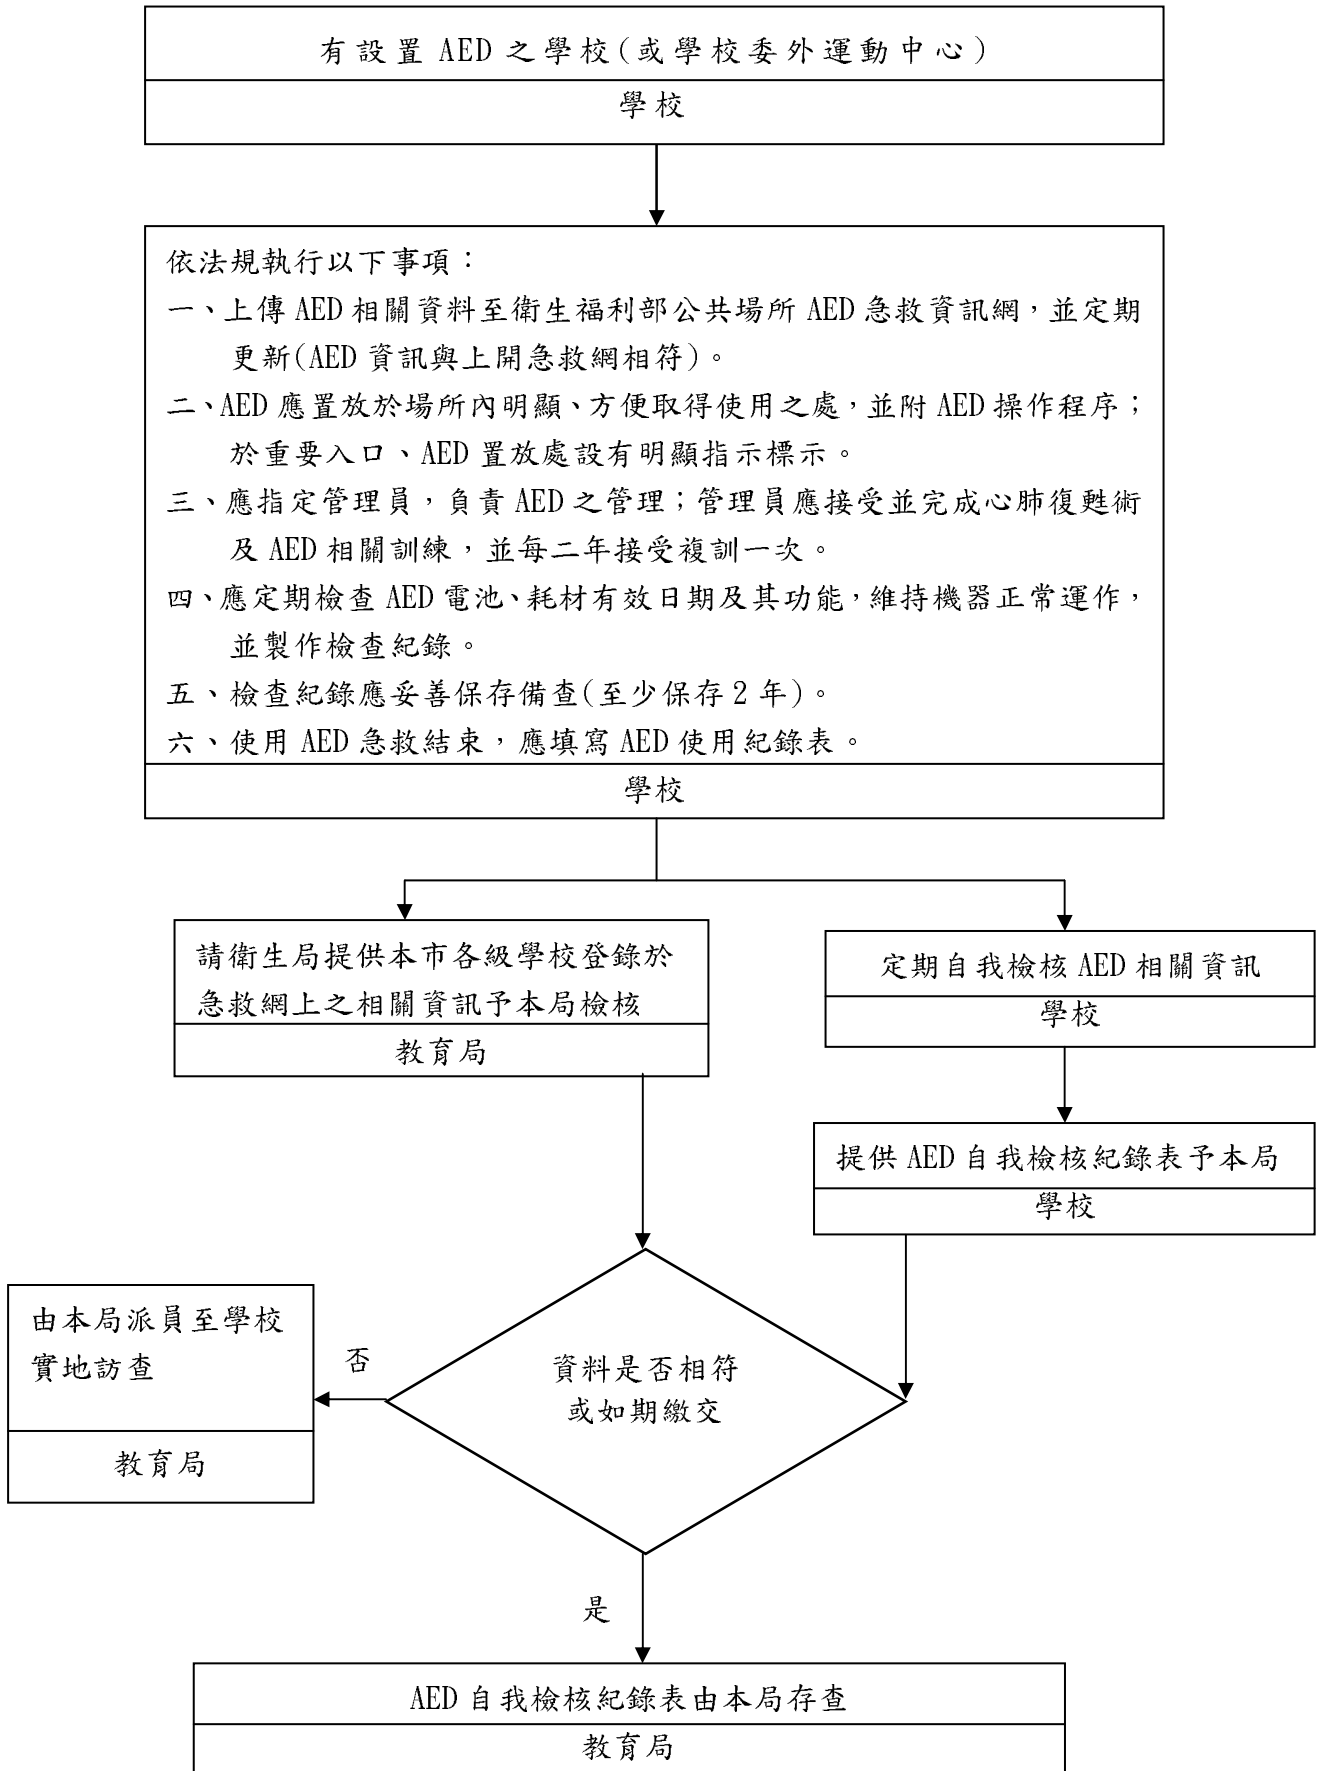 有設置 AED 之學校(或學校委外運動中心)
學校
依法規執行以下事項：
一、上傳 AED 相關資料至衛生福利部公共場所 AED 急救資訊網，並定期
更新(AED 資訊與上開急救網相符)。
二、AED 應置放於場所內明顯、方便取得使用之處，並附 AED 操作程序；
於重要入口、AED 置放處設有明顯指示標示。
三、應指定管理員，負責 AED 之管理；管理員應接受並完成心肺復甦術
及 AED 相關訓練，並每二年接受複訓一次。
四、應定期檢查 AED 電池、耗材有效日期及其功能，維持機器正常運作，
並製作檢查紀錄。
五、檢查紀錄應妥善保存備查(至少保存 2 年)。
六、使用 AED 急救結束，應填寫 AED 使用紀錄表。
學校
請衛生局提供本市各級學校登錄於
急救網上之相關資訊予本局檢核
教育局
定期自我檢核 AED 相關資訊
學校
提供 AED 自我檢核紀錄表予本局
學校
資料是否相符
或如期繳交
否
由本局派員至學校
實地訪查
教育局
是
AED 自我檢核紀錄表由本局存查
教育局